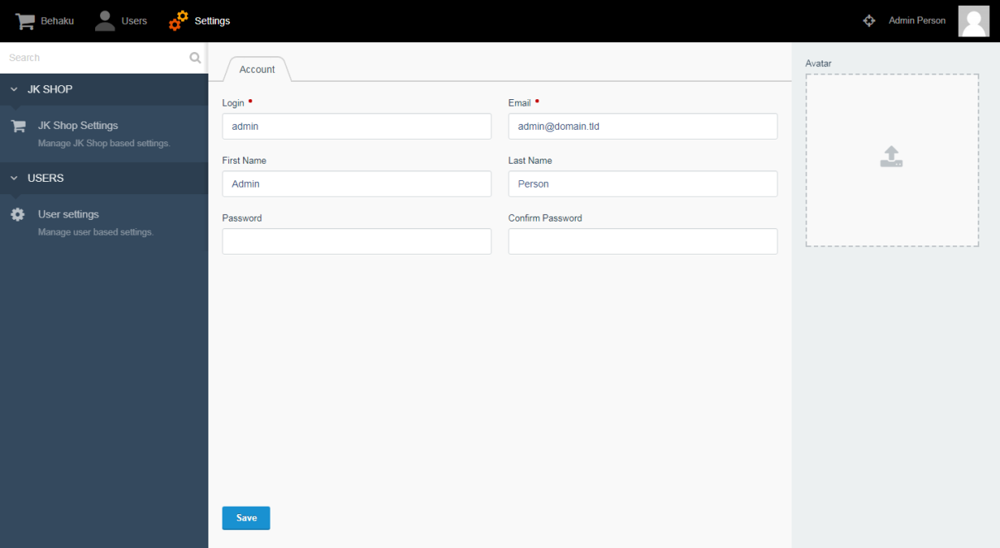 Behaku Users Settings Admin Person
Search
JK SHOP
JK Shop Settings
Manage JK Shop based settings.
USERS
User settings
Manage user based settings.
Account
Login • Email •
admin admin@domain.tld
First Name Last Name
Admin Person
Password Confirm Password
Save
Avatar